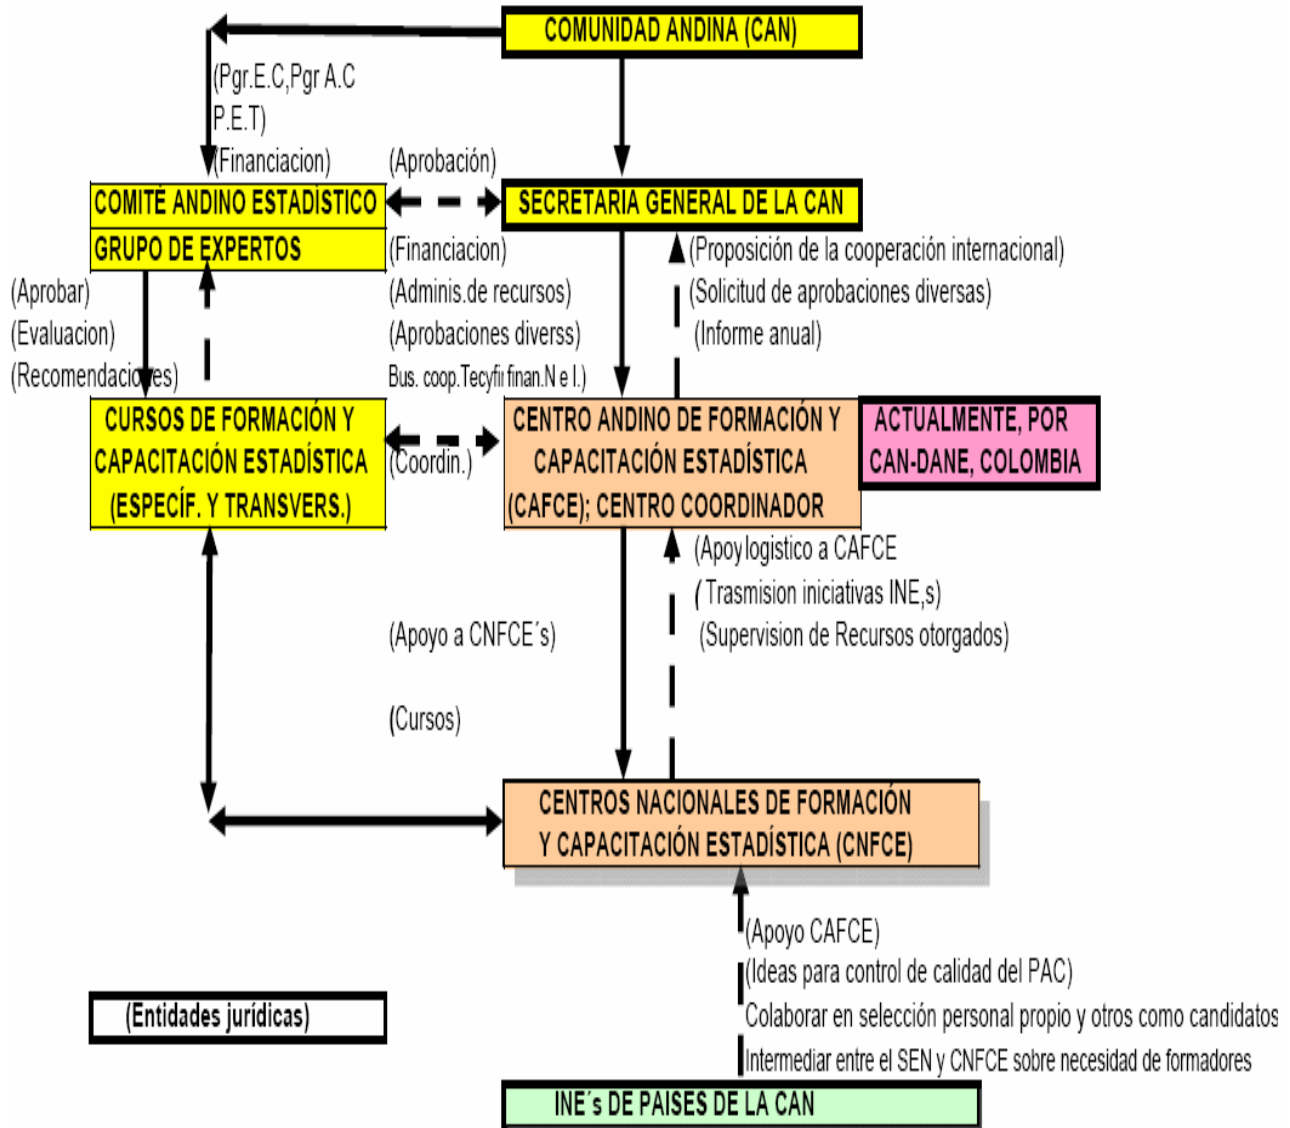 COMUNIDAD ANDINA (CAN)
(Pgr.E.C,Pgr A.C
P.E.T)
(Financiacion)
(Aprobación)
COMITÉ ANDINO ESTADÍSTICO
SECRETARIA GENERAL DE LA CAN
GRUPO DE EXPERTOS
(Financiacion)
(Adminis.de recursos)
(Aprobaciones diverss)
Bus. coop.Tecyfii finan.N e I.)
(Proposición de la cooperación internacional)
(Solicitud de aprobaciones diversas)
(Informe anual)
(Aprobar)
(Evaluacion)
(Recomendaciones)
CURSOS DE FORMACIÓN Y
CAPACITACIÓN ESTADÍSTICA
(ESPECÍF. Y TRANSVERS.)
(Coordin.)
CENTRO ANDINO DE FORMACIÓN Y
CAPACITACIÓN ESTADÍSTICA
(CAFCE); CENTRO COORDINADOR
ACTUALMENTE, POR
CAN-DANE, COLOMBIA
(Apoylogistico a CAFCE
( Trasmision iniciativas INE,s)
(Supervision de Recursos otorgados)
(Apoyo a CNFCE´s)
(Cursos)
CENTROS NACIONALES DE FORMACIÓN
Y CAPACITACIÓN ESTADÍSTICA (CNFCE)
(Apoyo CAFCE)
(Ideas para control de calidad del PAC)
Colaborar en selección personal propio y otros como candidatos
Intermediar entre el SEN y CNFCE sobre necesidad de formadores
(Entidades jurídicas)
INE´s DE PAISES DE LA CAN